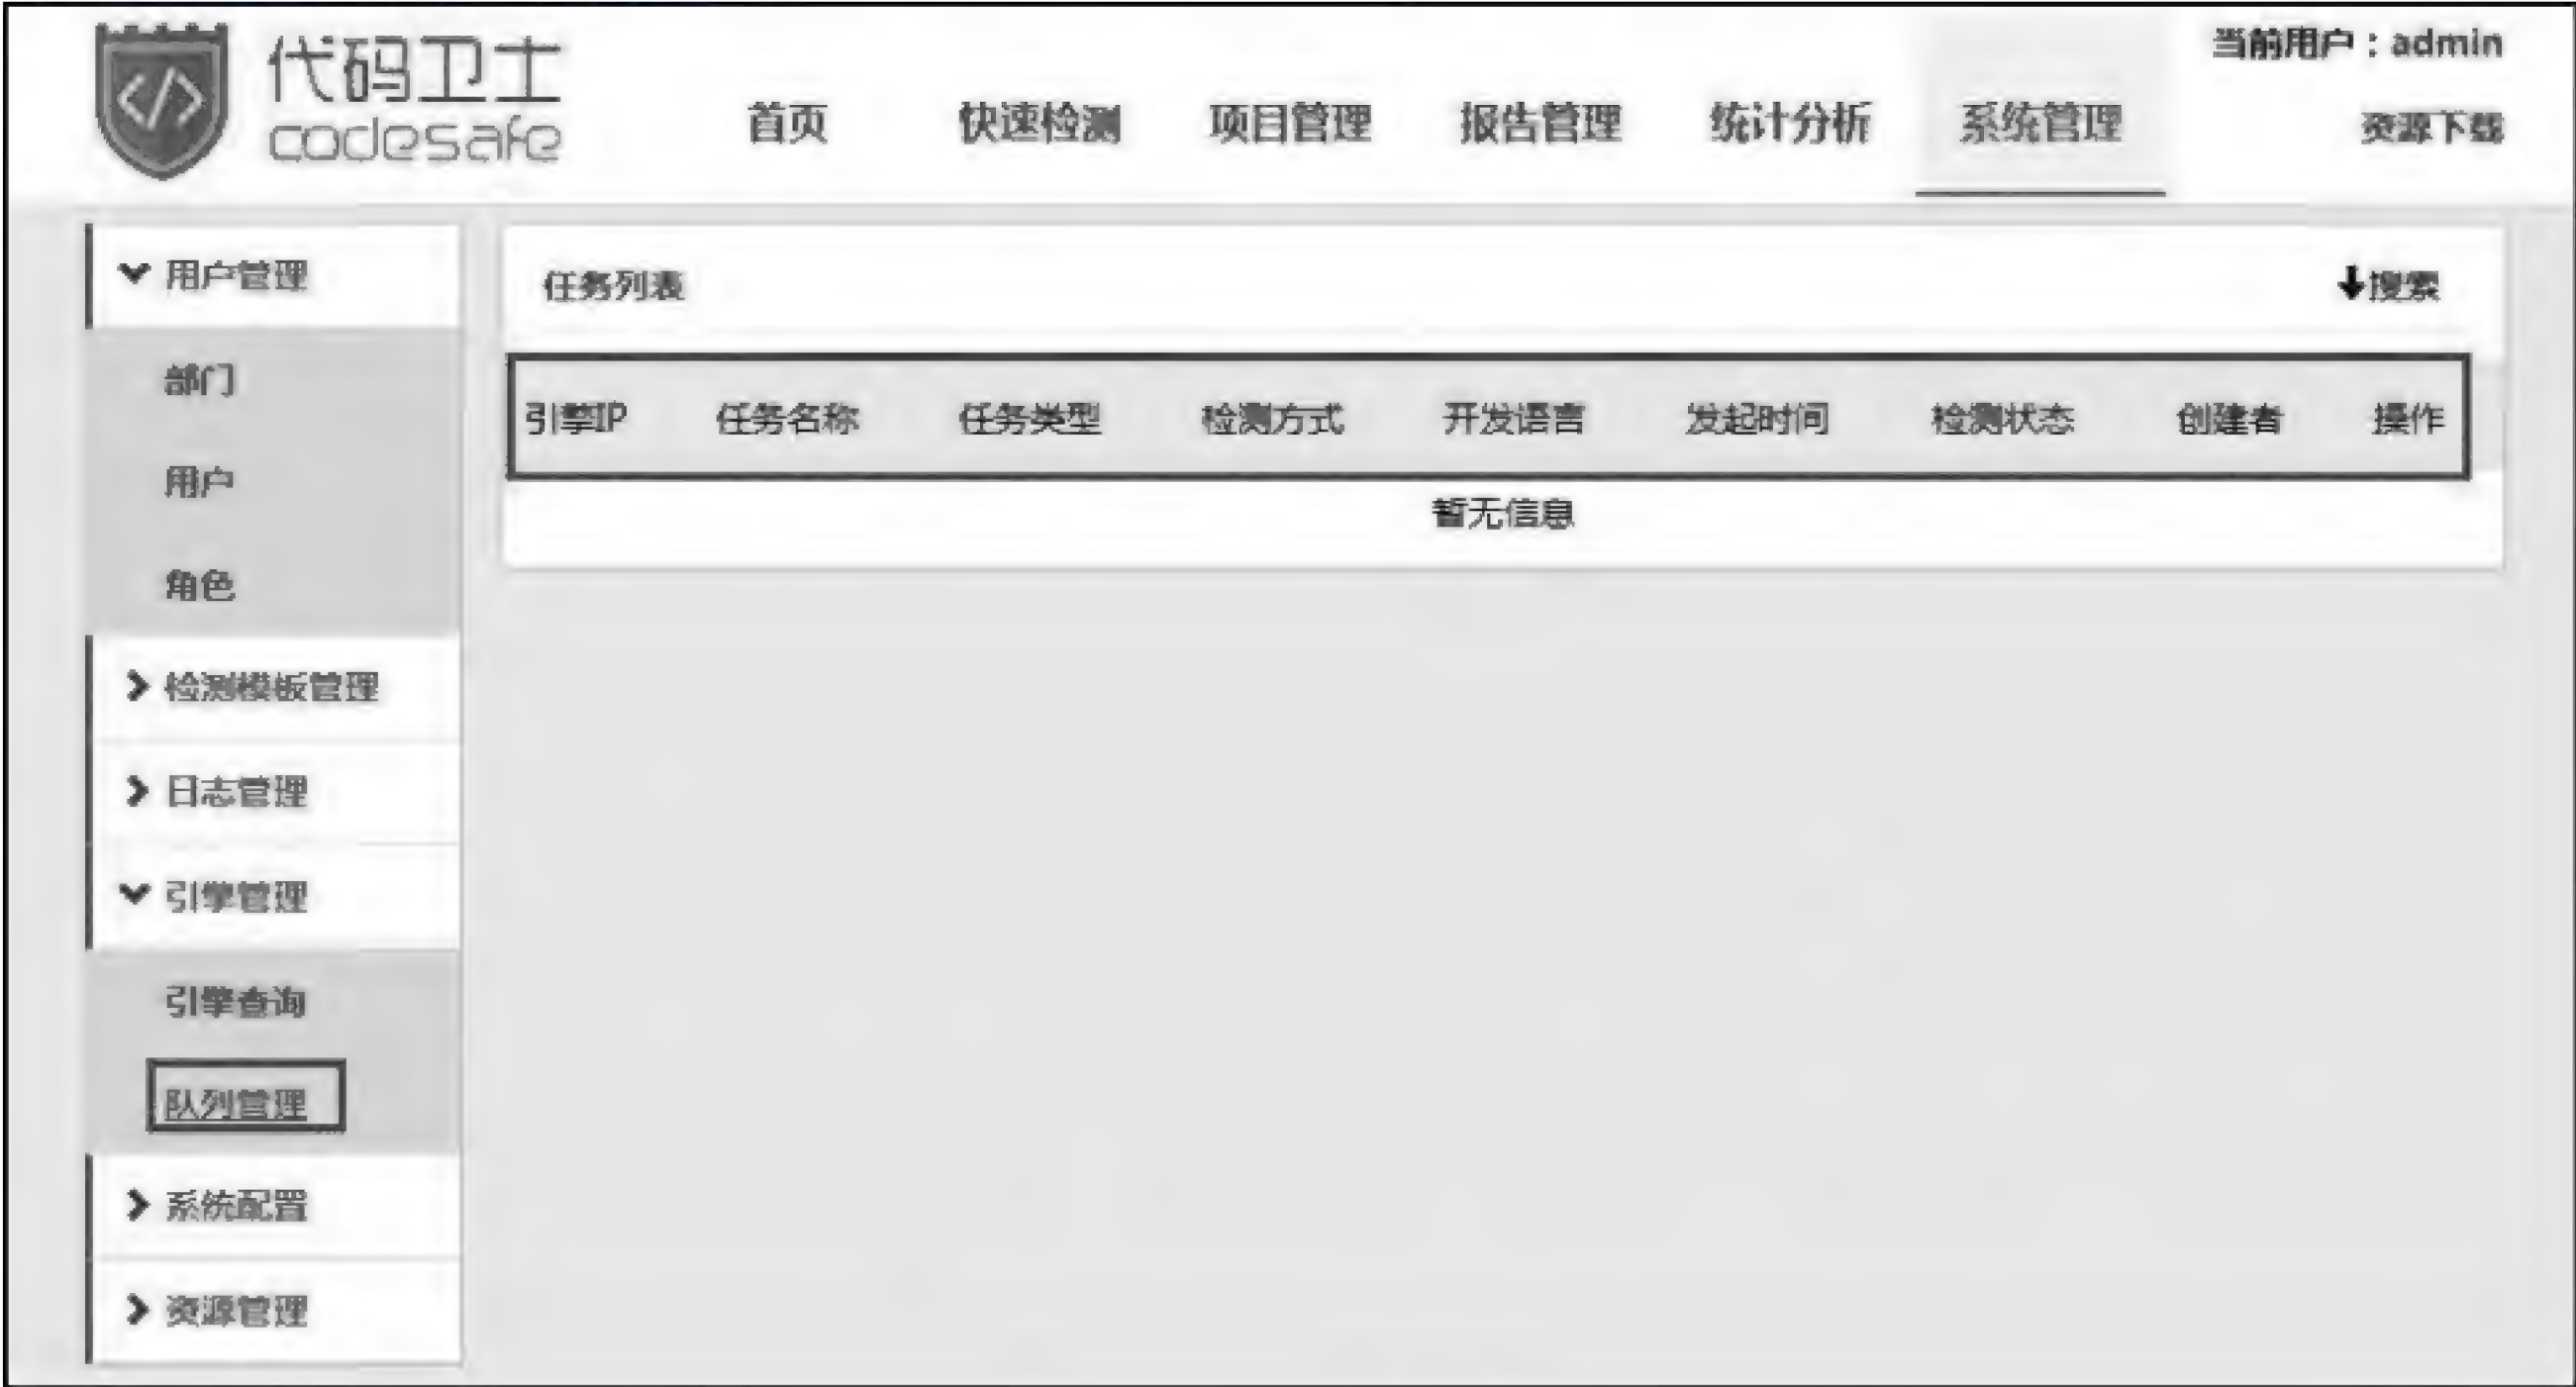 代码卫士
codesafe
当前用户：admin
首页 快速检测 项目管理 报告管理 统计分析 系统管理 资源下载
用户管理
部门
用户
角色
检测模板管理
日志管理
引擎管理
引擎查询
队列管理
系统配置
资源管理
任务列表 搜索
引擎IP 任务名称 任务类型 检测方式 开发语言 发起时间 检测状态 创建者 操作
暂无信息